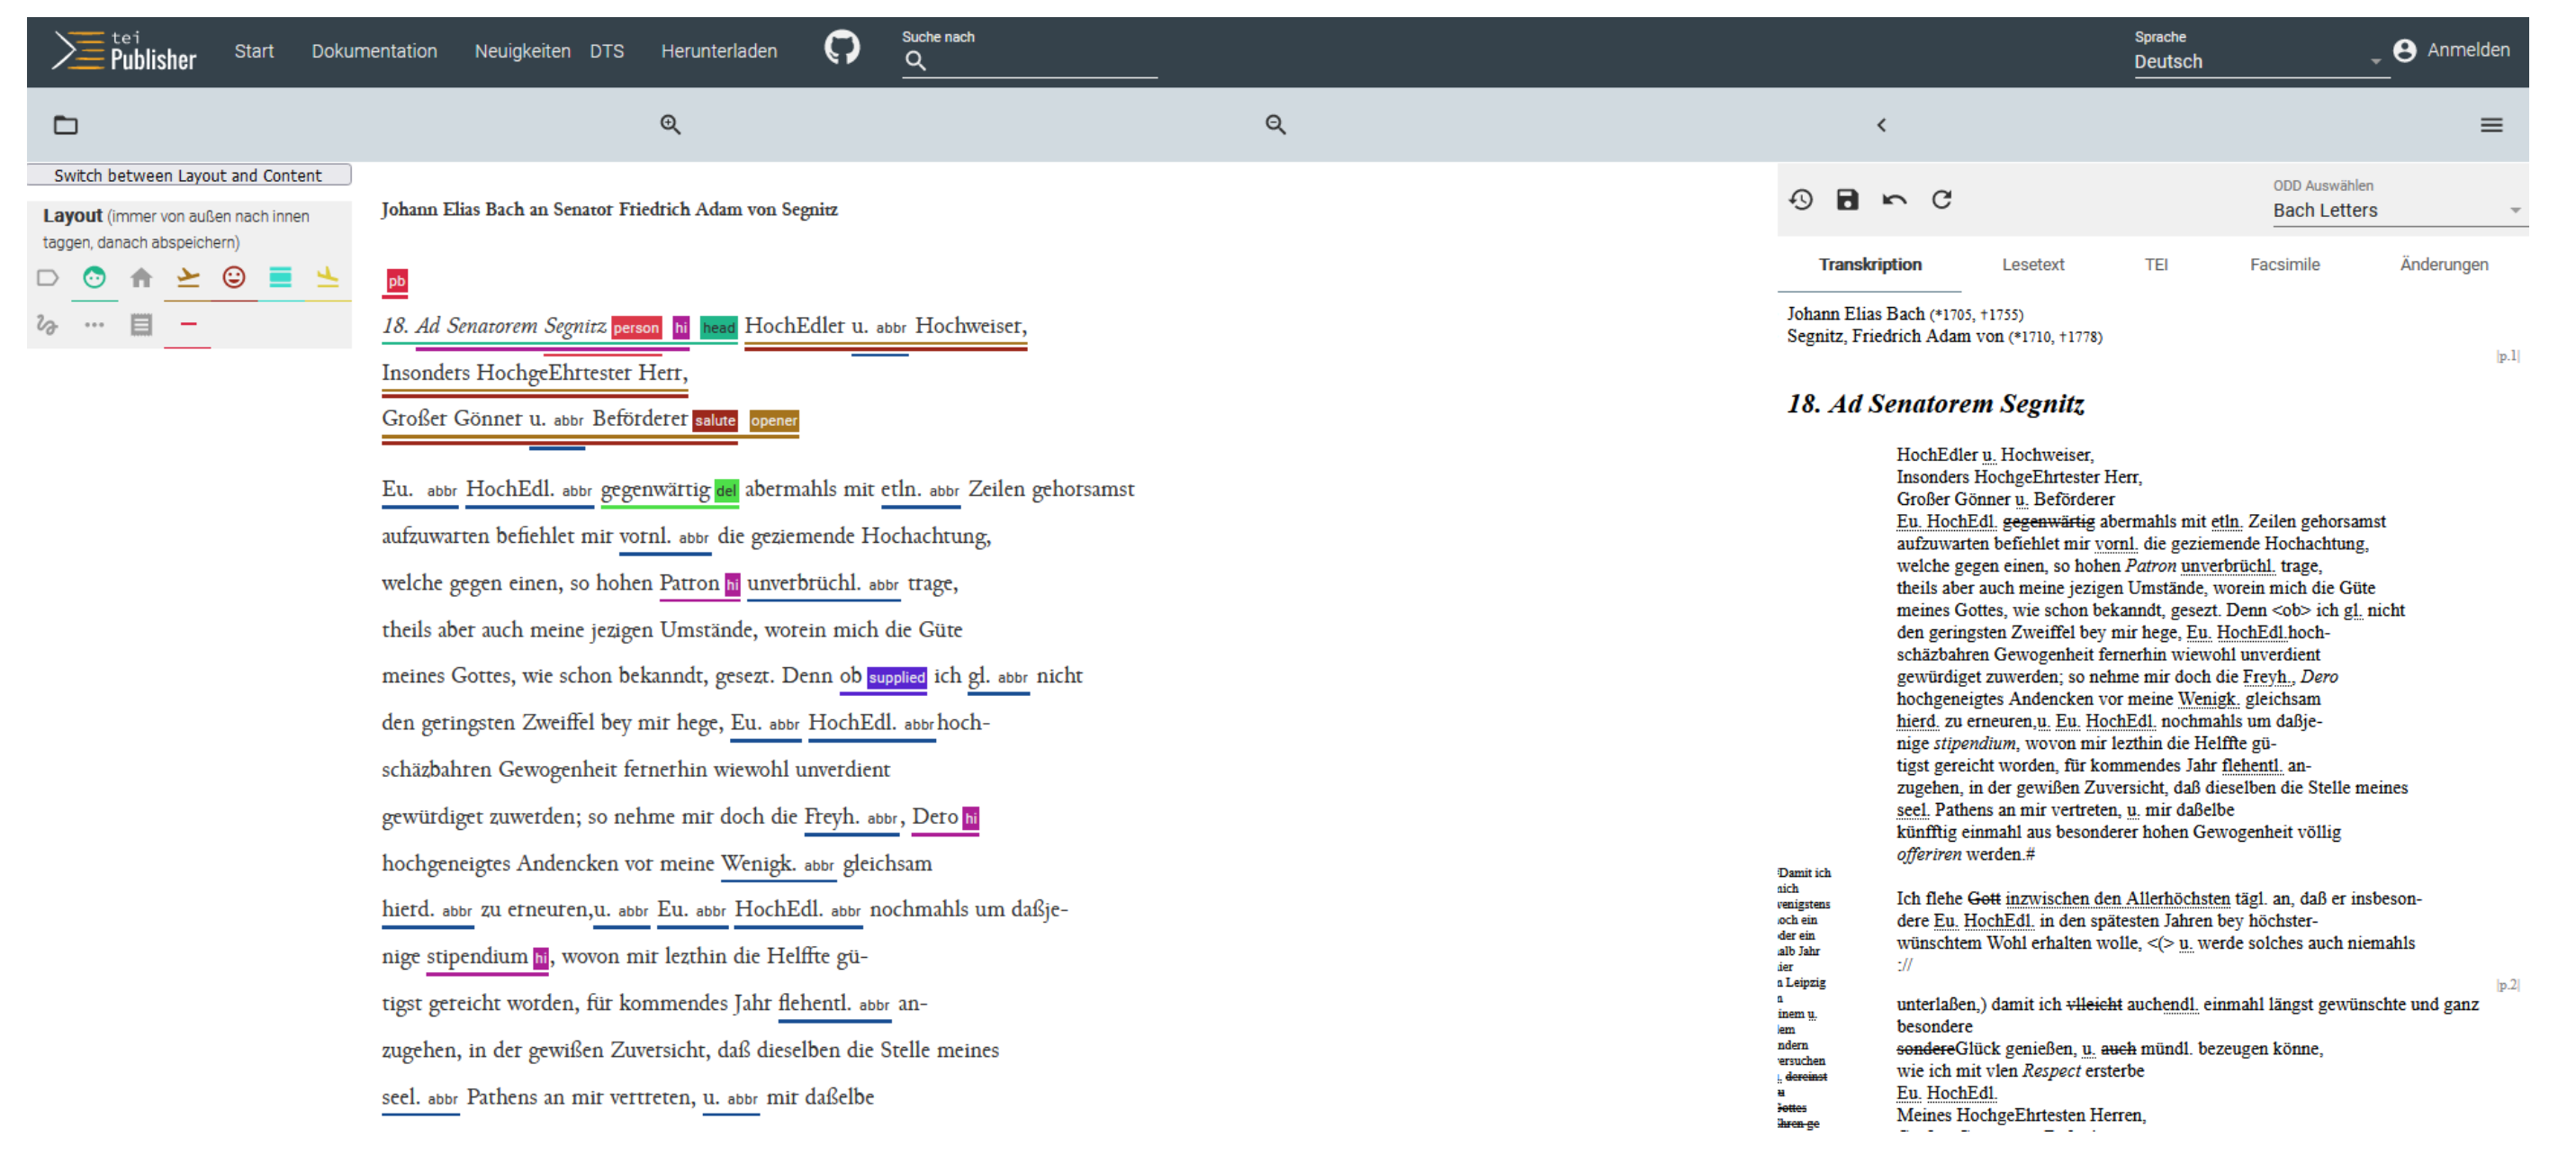 tei
Publisher Start Dokumentation Neuigkeiten DTS Herunterladen
Suche nach
Sprache
Deutsch
Anmelden
Switch between Layout and Content
Layout (immer von außen nach innen
taggen, danach abspeichern)
Johann Elias Bach an Senator Friedrich Adam von Segnitz
pb
18. Ad Senatorem Segnitz person hi head HochEdler u. abbr Hochweiser,
Insonders HochgeEhrtester Herr,
Großer Gönner u. abbr Beförderer salute opener
Eu. abbr HochEdl. abbr gegenwärtig del abermahls mit etln. abbr Zeilen gehorsamst
aufzuwarten befiehlet mir vornl. abbr die geziemende Hochachtung,
welche gegen einen, so hohen Patron hi unverbrüchl. abbr trage,
theils aber auch meine jezigen Umstände, worein mich die Güte
meines Gottes, wie schon bekanndt, gesezt. Denn ob supplied ich gl. abbr nicht
den geringsten Zweiffel bey mir hege, Eu. abbr HochEdl. abbr hoch-
schäzbahren Gewogenheit fernerhin wiewohl unverdient
gewürdiget zuwerden; so nehme mir doch die Freyh. abbr, Dero hi
hochgeneigtes Andencken vor meine Wenigk. abbr gleichsam
hierd. abbr zu erneuren,u. abbr Eu. abbr HochEdl. abbr nochmahls um daßje-
nige stipendium hi, wovon mir lezthin die Helffte gü-
tigst gereicht worden, für kommendes Jahr flehentl. abbr an-
zugehen, in der gewißen Zuversicht, daß dieselben die Stelle meines
seel. abbr Pathens an mir vertreten, u. abbr mir daßelbe
ODD Auswählen
Bach Letters
Transkription Lesetext TEI Facsimile Änderungen
Johann Elias Bach (*1705, †1755)
Segnitz, Friedrich Adam von (*1710, †1778)
|p.1|
18. Ad Senatorem Segnitz
HochEdler u. Hochweiser,
Insonders HochgeEhrtester Herr,
Großer Gönner u. Beförderer
Eu. HochEdl. gegenwärtig abermahls mit etln. Zeilen gehorsamst
aufzuwarten befiehlet mir vornl. die geziemende Hochachtung,
welche gegen einen, so hohen Patron unverbrüchl. trage,
theils aber auch meine jezigen Umstände, worein mich die Güte
meines Gottes, wie schon bekanndt, gesezt. Denn <ob> ich gl. nicht
den geringsten Zweiffel bey mir hege, Eu. HochEdl.hoch-
schäzbahren Gewogenheit fernerhin wiewohl unverdient
gewürdiget zuwerden; so nehme mir doch die Freyh., Dero
hochgeneigtes Andencken vor meine Wenigk. gleichsam
hierd. zu erneuren,u. Eu. HochEdl. nochmahls um daßje-
nige stipendium, wovon mir lezthin die Helffte gü-
tigst gereicht worden, für kommendes Jahr flehentl. an-
zugehen, in der gewißen Zuversicht, daß dieselben die Stelle meines
seel. Pathens an mir vertreten, u. mir daßelbe
künfftig einmahl aus besonderer hohen Gewogenheit völlig
offeriren werden.#
Damit ich
nich
venigstens
och ein
der ein
alb Jahr
ier
n Leipzig
n
inem u.
lem
ndern
ersuchen
dereinst
u
Gottes
Ehren ge
Ich flehe Gott inzwischen den Allerhöchsten tägl. an, daß er insbeson-
dere Eu. HochEdl. in den spätesten Jahren bey höchster-
wünschtem Wohl erhalten wolle, <(> u. werde solches auch niemahls
://
|p.2|
unterlaßen,) damit ich vlleicht auchendl. einmahl längst gewünschte und ganz
besondere
sondereGlück genießen, u. auch mündl. bezeugen könne,
wie ich mit vlen Respect ersterbe
Eu. HochEdl.
Meines HochgeEhrtesten Herren,